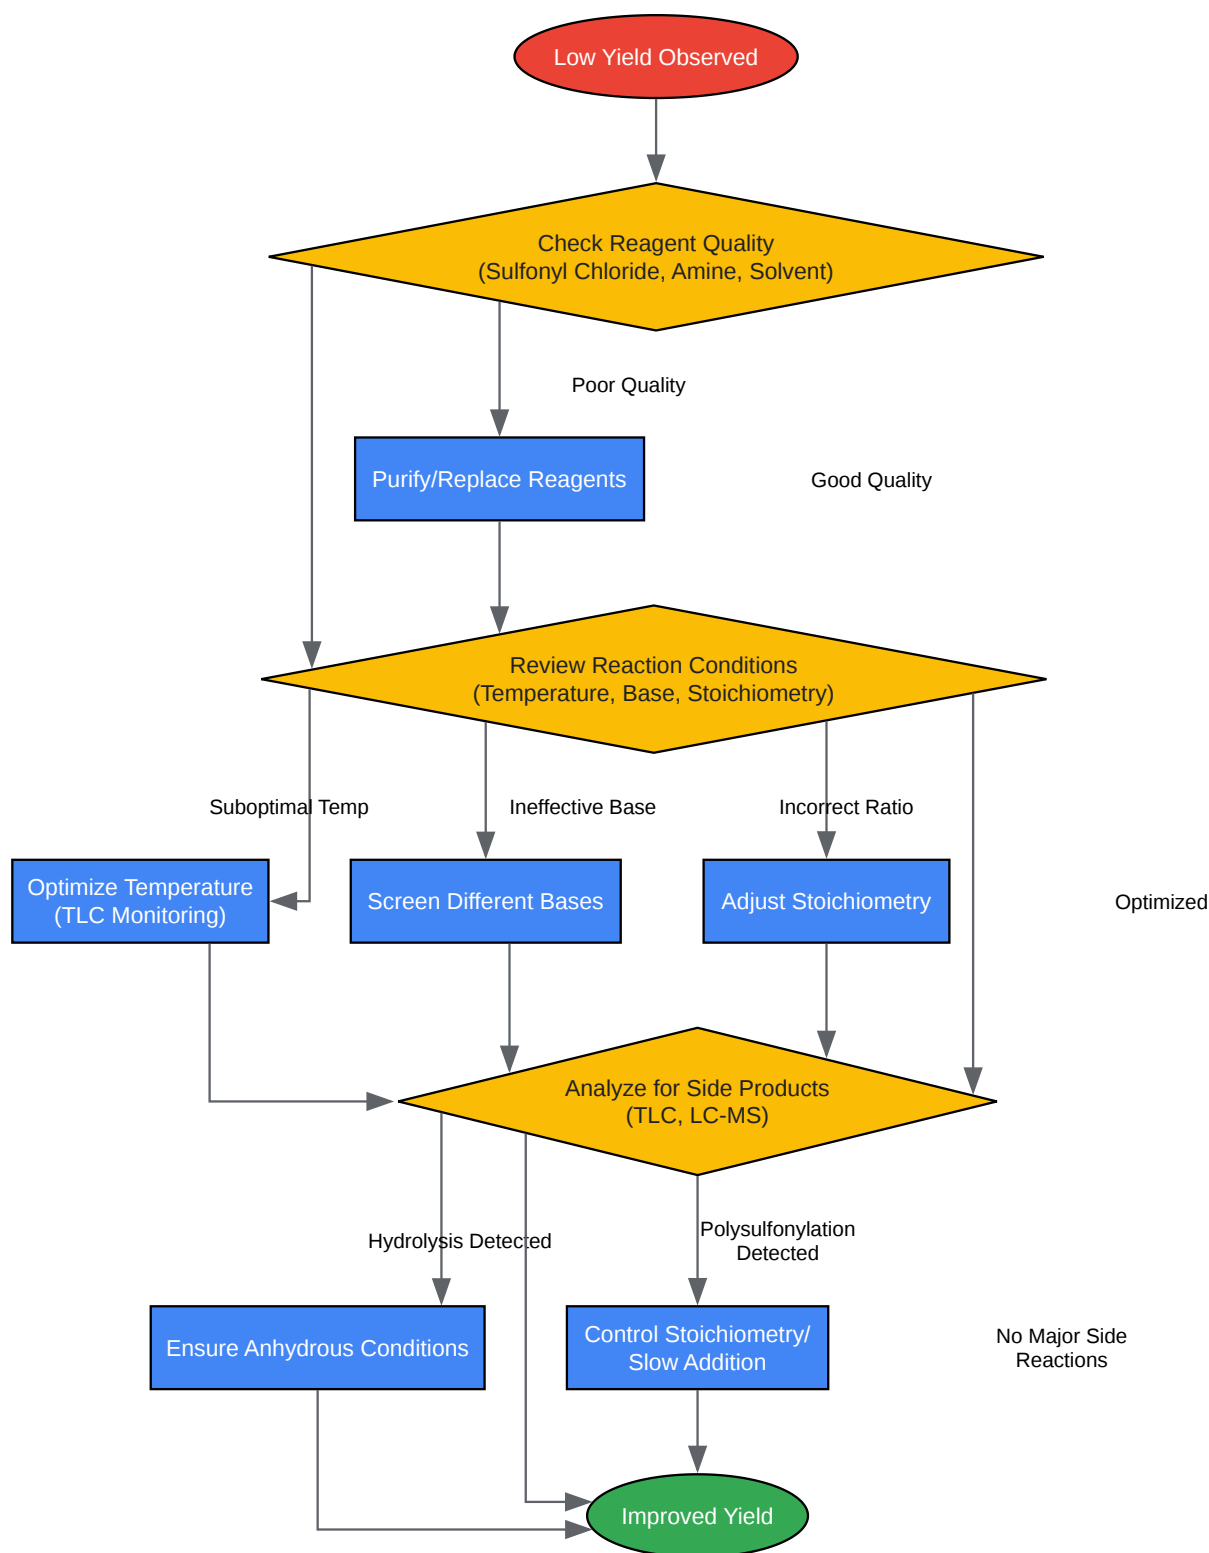 Low Yield Observed
Check Reagent Quality
(Sulfonyl Chloride, Amine, Solvent)
Poor Quality
Purify/Replace Reagents
Good Quality
Review Reaction Conditions
(Temperature, Base, Stoichiometry)
Suboptimal Temp
Ineffective Base
Incorrect Ratio
Optimize Temperature
(TLC Monitoring)
Screen Different Bases
Adjust Stoichiometry
Optimized
Analyze for Side Products
(TLC, LC-MS)
Hydrolysis Detected
Polysulfonylation
Detected
Ensure Anhydrous Conditions
Control Stoichiometry/
Slow Addition
No Major Side
Reactions
Improved Yield